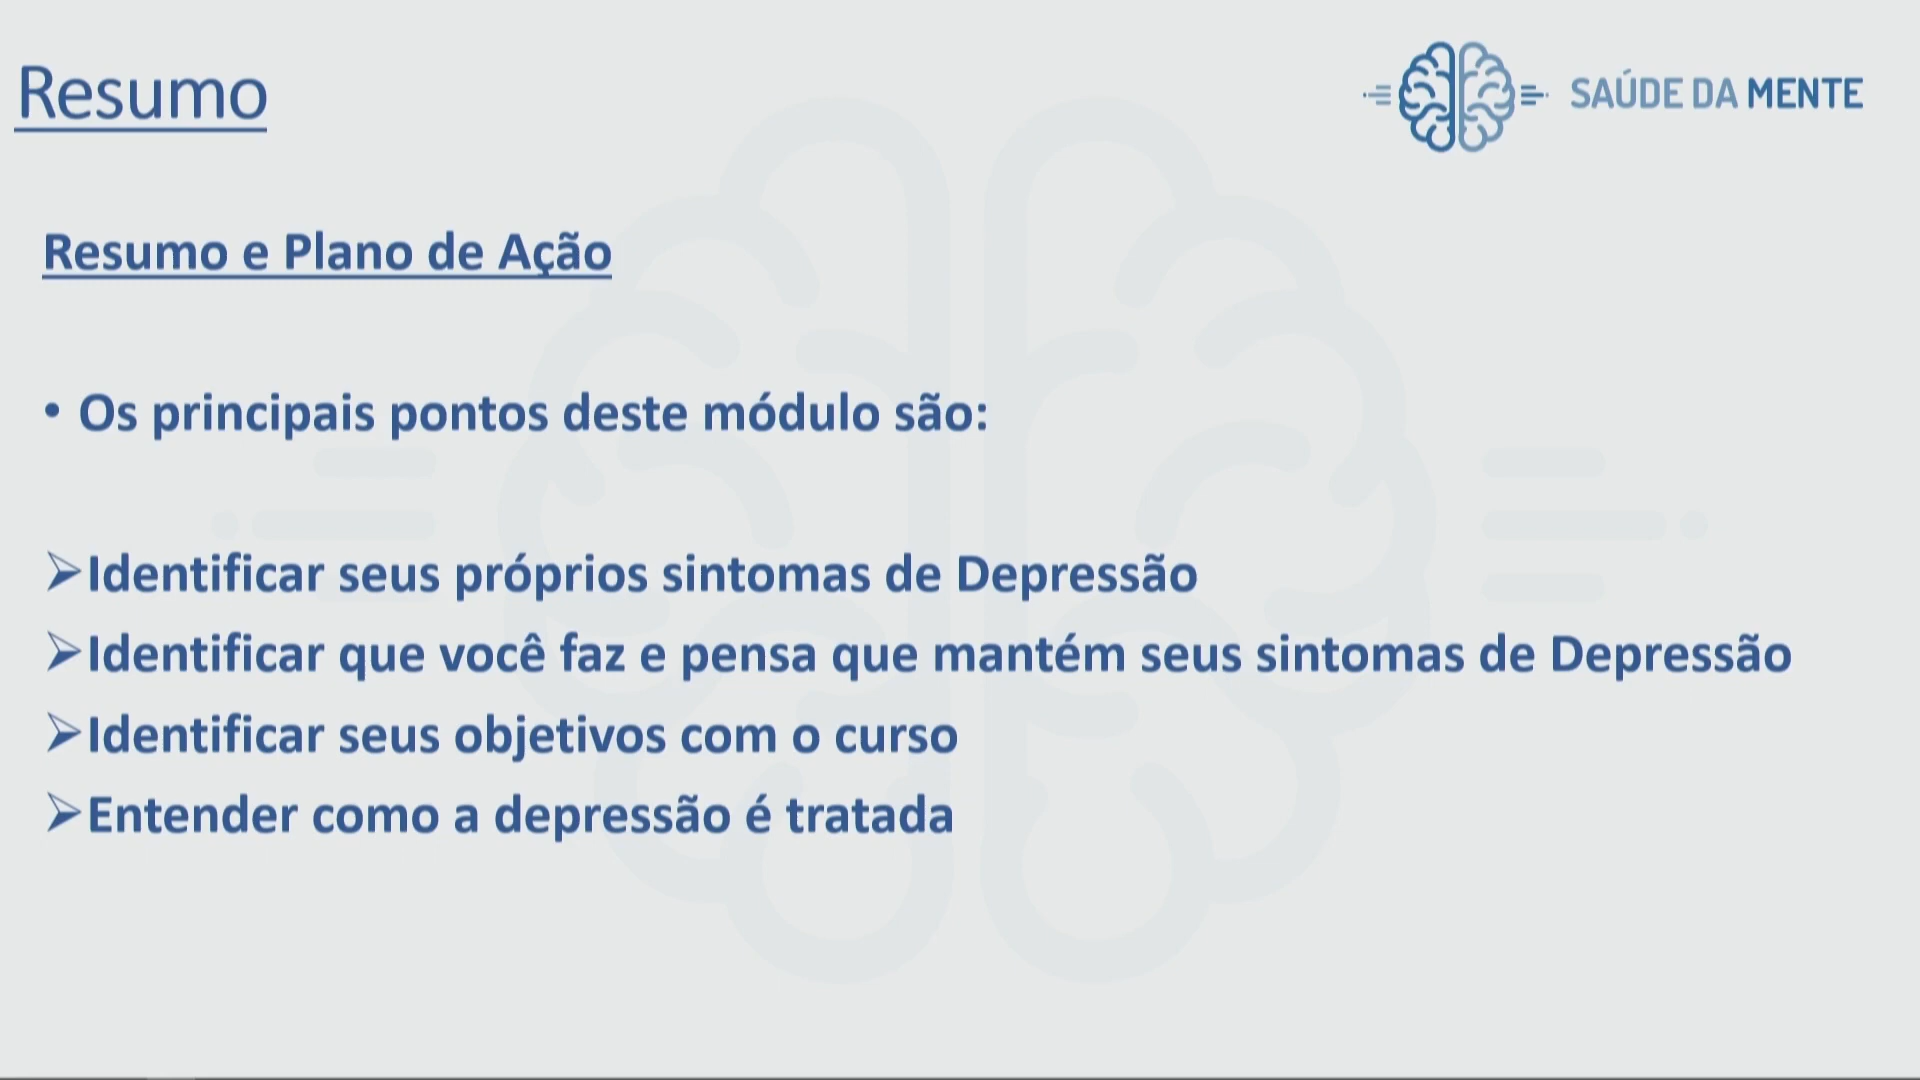 Resumo
SAÚDE DA MENTE
Resumo e Plano de Ação
• Os principais pontos deste módulo são:
➢Identificar seus próprios sintomas de Depressão
➢Identificar que você faz e pensa que mantém seus sintomas de Depressão
➢Identificar seus objetivos com o curso
➢Entender como a depressão é tratada